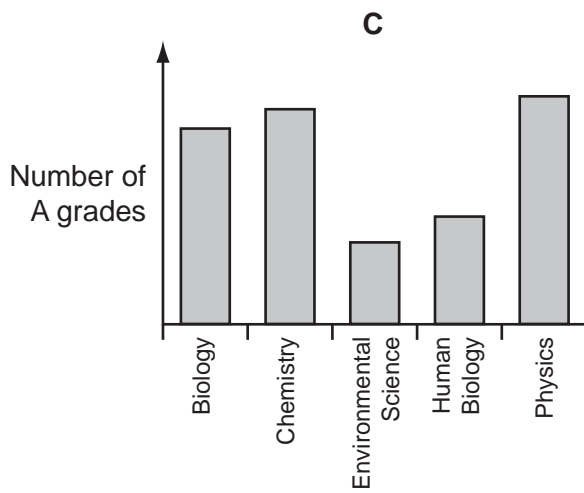 C
Number of
A grades
Biology
Chemistry
Environmental
Science
Human
Biology
Physics